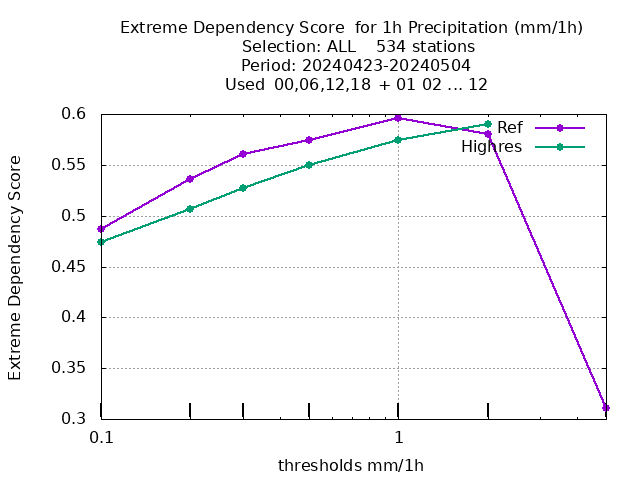 Extreme Dependency Score  for 1h Precipitation (mm/1h)
Selection: ALL    534 stations
Period: 20240423-20240504
Used  00,06,12,18  + 01 02 ... 12
Ref
Highres
0.6
0.55
0.5
0.45
0.4
0.35
0.3
Extreme Dependency Score
0.1
1
thresholds mm/1h